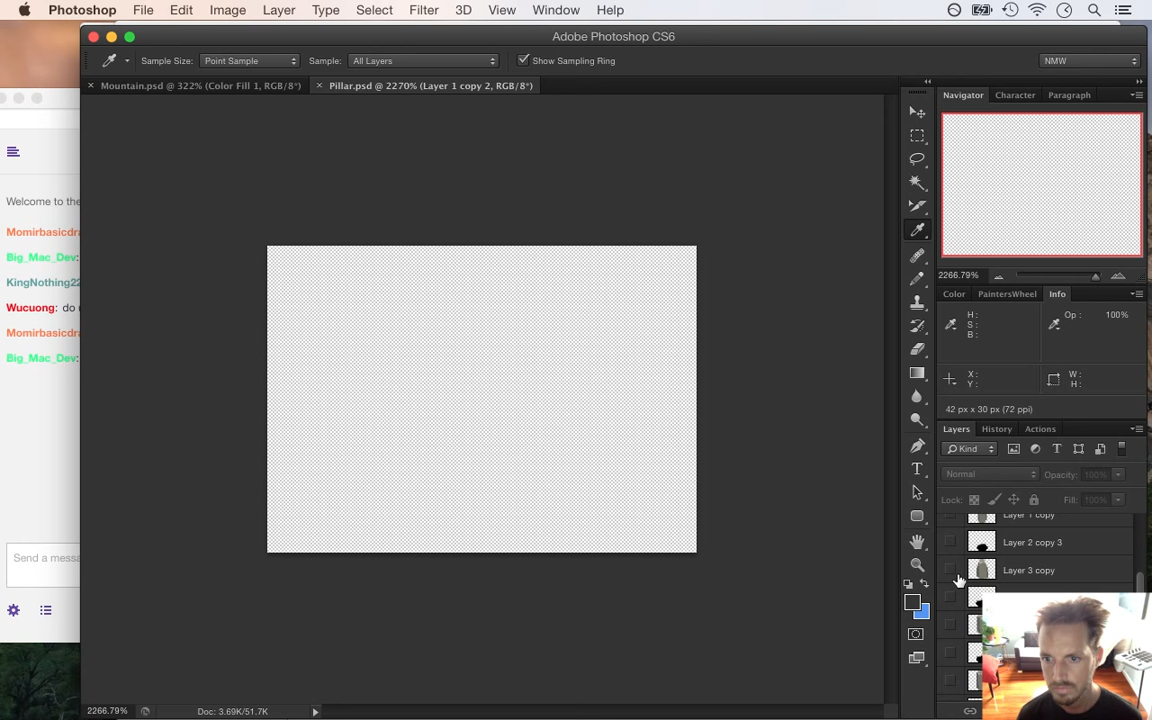 Photoshop File Edit Image Layer Type Select Filter 3D View Window Help
Adobe Photoshop CS6
Sample Size: Point Sample Sample: All Layers Show Sampling Ring NMW
Mountain.psd @ 322% (Color Fill 1, RGB/8*) Pillar.psd @ 2270% (Layer 1 copy 2, RGB/8*)
Navigator Character Paragraph
Welcome to the
Momirbasicdra
Big_Mac_Dev:
KingNothing22
Wucuong: do
Momirbasicdra
Big_Mac_Dev:
Send a messa
2266.79%
Color PaintersWheel Info
H: Op: 100%
S:
B:
X: W:
Y: H:
42 px x 30 px (72 ppi)
Layers History Actions
Kind
Normal Opacity: 100%
Lock: Fill: 100%
Layer 1 copy
Layer 2 copy 3
Layer 3 copy
2266.79% Doc: 3.69K/51.7K